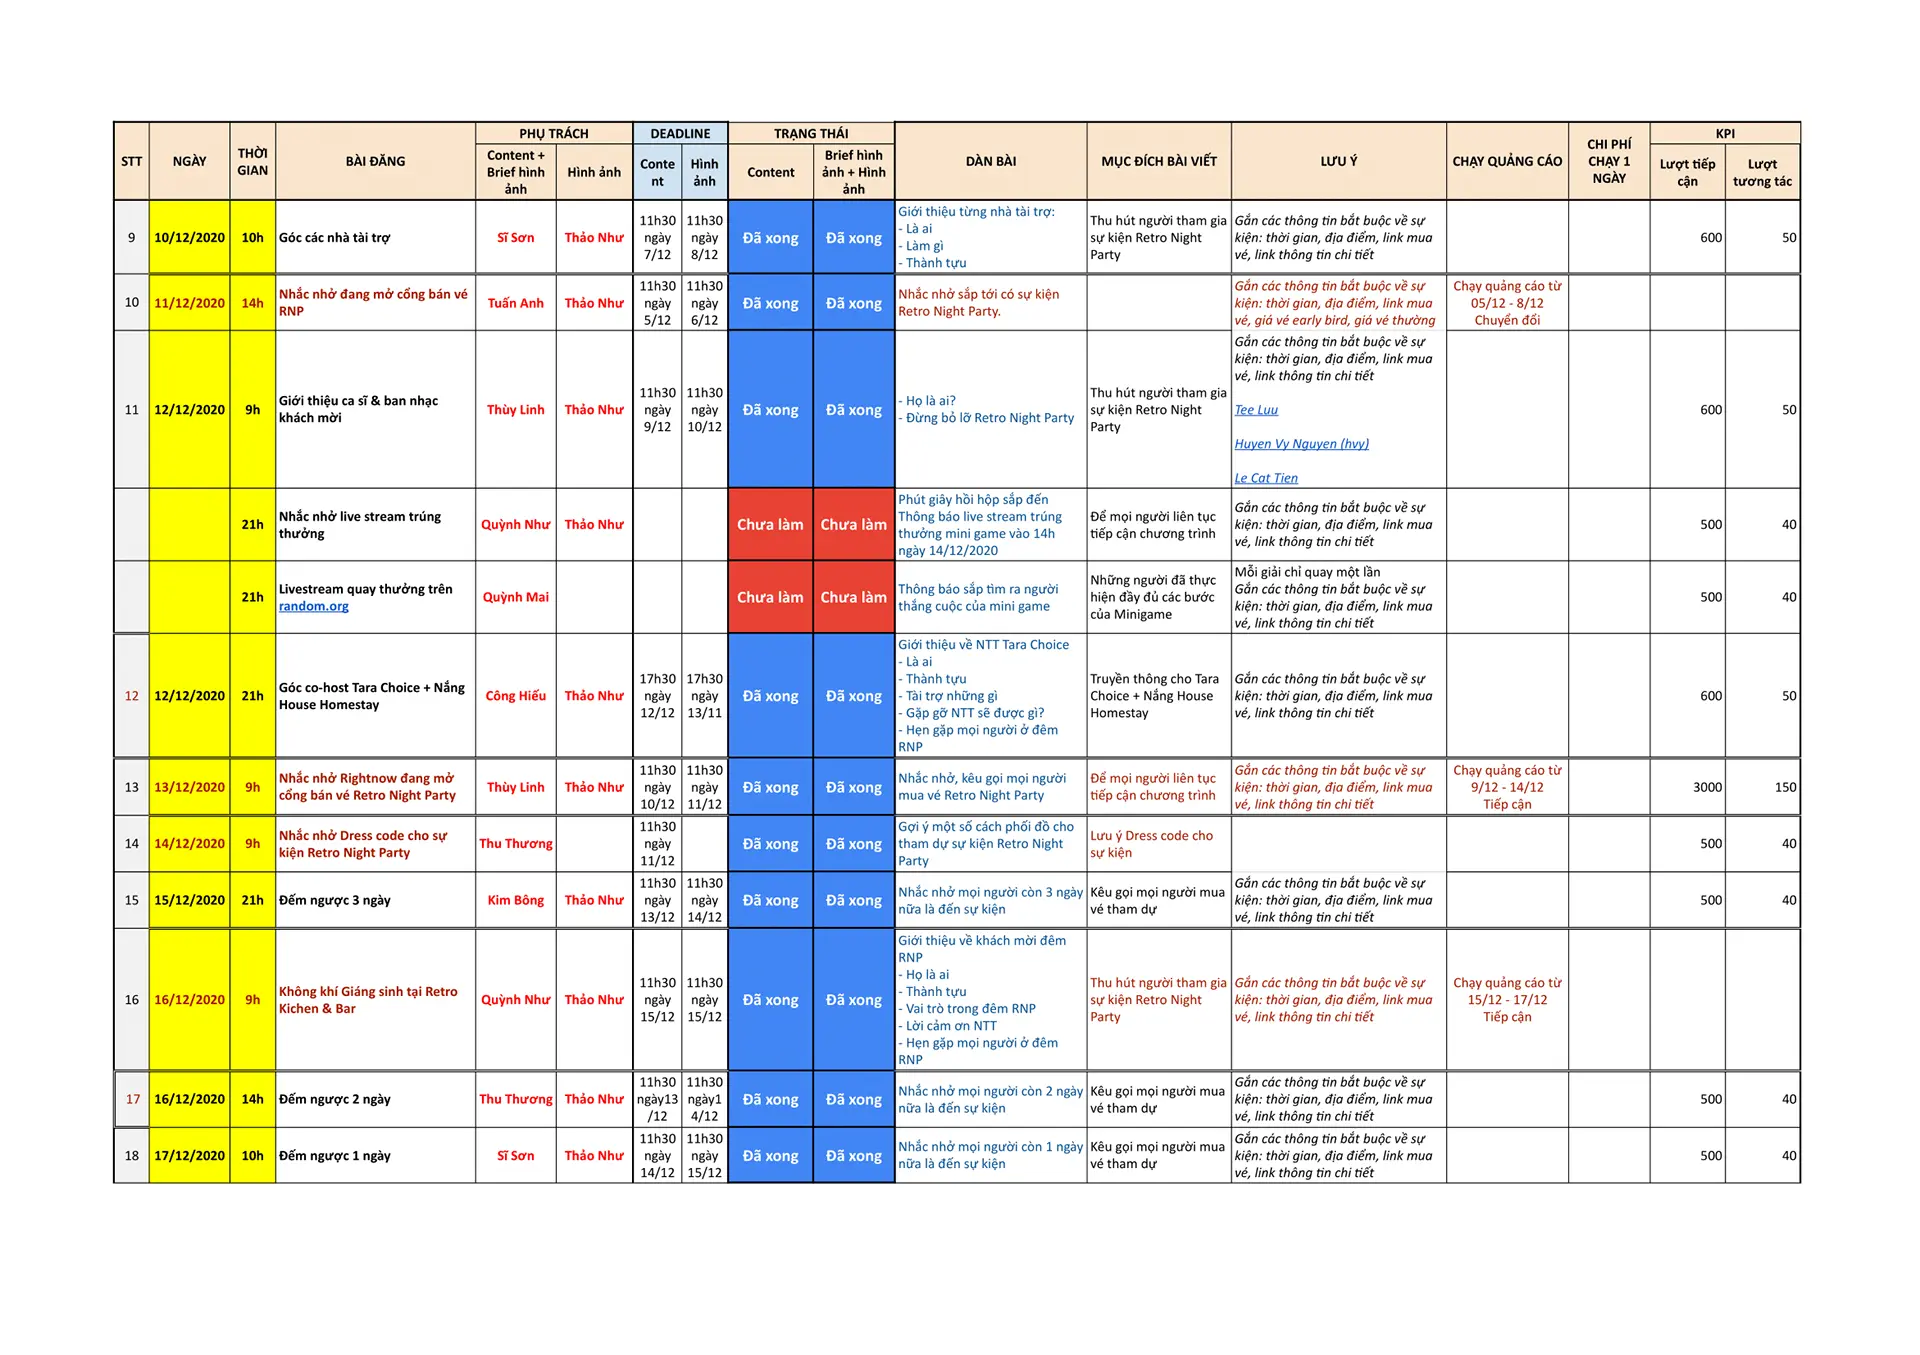 STT
NGÀY
THỜI
GIAN
BÀI ĐĂNG
PHỤ TRÁCH
Content +
Brief hình
ảnh
Hình ảnh
DEADLINE
Conte
nt
Hình
ảnh
TRẠNG THÁI
Content
Brief hình
ảnh + Hình
ảnh
DÀN BÀI
MỤC ĐÍCH BÀI VIẾT
LƯU Ý
CHẠY QUẢNG CÁO
CHI PHÍ
CHẠY 1
NGÀY
KPI
Lượt tiếp
cận
Lượt
tương tác
9
10/12/2020
10h
Góc các nhà tài trợ
Sĩ Sơn
Thảo Như
11h30
ngày
7/12
11h30
ngày
8/12
Đã xong
Đã xong
Giới thiệu từng nhà tài trợ:
- Là ai
- Làm gì
- Thành tựu
Thu hút người tham gia
sự kiện Retro Night
Party
Gắn các thông tin bắt buộc về sự
kiện: thời gian, địa điểm, link mua
vé, link thông tin chi tiết
600
50
10
11/12/2020
14h
Nhắc nhở đang mở cổng bán vé
RNP
Tuấn Anh
Thảo Như
11h30
ngày
5/12
11h30
ngày
6/12
Đã xong
Đã xong
Nhắc nhở sắp tới có sự kiện
Retro Night Party.
Gắn các thông tin bắt buộc về sự
kiện: thời gian, địa điểm, link mua
vé, giá vé early bird, giá vé thường
Chạy quảng cáo từ
05/12 - 8/12
Chuyển đổi
11
12/12/2020
9h
Giới thiệu ca sĩ & ban nhạc
khách mời
Thùy Linh
Thảo Như
11h30
ngày
9/12
11h30
ngày
10/12
Đã xong
Đã xong
- Họ là ai?
- Đừng bỏ lỡ Retro Night Party
Thu hút người tham gia
sự kiện Retro Night
Party
Gắn các thông tin bắt buộc về sự
kiện: thời gian, địa điểm, link mua
vé, link thông tin chi tiết
Tee Luu
Huyen Vy Nguyen (hvy)
Le Cat Tien
600
50
21h
Nhắc nhở live stream trúng
thưởng
Quỳnh Như
Thảo Như
Chưa làm
Chưa làm
Phút giây hồi hộp sắp đến
Thông báo live stream trúng
thưởng mini game vào 14h
ngày 14/12/2020
Để mọi người liên tục
tiếp cận chương trình
Gắn các thông tin bắt buộc về sự
kiện: thời gian, địa điểm, link mua
vé, link thông tin chi tiết
500
40
21h
Livestream quay thưởng trên
random.org
Quỳnh Mai
Chưa làm
Chưa làm
Thông báo sắp tìm ra người
thắng cuộc của mini game
Những người đã thực
hiện đầy đủ các bước
của Minigame
Mỗi giải chỉ quay một lần
Gắn các thông tin bắt buộc về sự
kiện: thời gian, địa điểm, link mua
vé, link thông tin chi tiết
500
40
12
12/12/2020
21h
Góc co-host Tara Choice + Nắng
House Homestay
Công Hiếu
Thảo Như
17h30
ngày
12/12
17h30
ngày
13/11
Đã xong
Đã xong
Giới thiệu về NTT Tara Choice
- Là ai
- Thành tựu
- Tài trợ những gì
- Gặp gỡ NTT sẽ được gì?
- Hẹn gặp mọi người ở đêm
RNP
Truyền thông cho Tara
Choice + Nắng House
Homestay
Gắn các thông tin bắt buộc về sự
kiện: thời gian, địa điểm, link mua
vé, link thông tin chi tiết
600
50
13
13/12/2020
9h
Nhắc nhở Rightnow đang mở
cổng bán vé Retro Night Party
Thùy Linh
Thảo Như
11h30
ngày
10/12
11h30
ngày
11/12
Đã xong
Đã xong
Nhắc nhở, kêu gọi mọi người
mua vé Retro Night Party
Để mọi người liên tục
tiếp cận chương trình
Gắn các thông tin bắt buộc về sự
kiện: thời gian, địa điểm, link mua
vé, link thông tin chi tiết
Chạy quảng cáo từ
9/12 - 14/12
Tiếp cận
3000
150
14
14/12/2020
9h
Nhắc nhở Dress code cho sự
kiện Retro Night Party
Thu Thương
11h30
ngày
11/12
Đã xong
Đã xong
Gợi ý một số cách phối đồ cho
tham dự sự kiện Retro Night
Party
Lưu ý Dress code cho
sự kiện
500
40
15
15/12/2020
21h
Đếm ngược 3 ngày
Kim Bông
Thảo Như
11h30
ngày
13/12
11h30
ngày
14/12
Đã xong
Đã xong
Nhắc nhở mọi người còn 3 ngày
nữa là đến sự kiện
Kêu gọi mọi người mua
vé tham dự
Gắn các thông tin bắt buộc về sự
kiện: thời gian, địa điểm, link mua
vé, link thông tin chi tiết
500
40
16
16/12/2020
9h
Không khí Giáng sinh tại Retro
Kichen & Bar
Quỳnh Như
Thảo Như
11h30
ngày
15/12
11h30
ngày
15/12
Đã xong
Đã xong
Giới thiệu về khách mời đêm
RNP
- Họ là ai
- Thành tựu
- Vai trò trong đêm RNP
- Lời cảm ơn NTT
- Hẹn gặp mọi người ở đêm
RNP
Thu hút người tham gia
sự kiện Retro Night
Party
Gắn các thông tin bắt buộc về sự
kiện: thời gian, địa điểm, link mua
vé, link thông tin chi tiết
Chạy quảng cáo từ
15/12 - 17/12
Tiếp cận
17
16/12/2020
14h
Đếm ngược 2 ngày
Thu Thương
Thảo Như
11h30
ngày13
/12
11h30
ngày1
4/12
Đã xong
Đã xong
Nhắc nhở mọi người còn 2 ngày
nữa là đến sự kiện
Kêu gọi mọi người mua
vé tham dự
Gắn các thông tin bắt buộc về sự
kiện: thời gian, địa điểm, link mua
vé, link thông tin chi tiết
500
40
18
17/12/2020
10h
Đếm ngược 1 ngày
Sĩ Sơn
Thảo Như
11h30
ngày
14/12
11h30
ngày
15/12
Đã xong
Đã xong
Nhắc nhở mọi người còn 1 ngày
nữa là đến sự kiện
Kêu gọi mọi người mua
vé tham dự
Gắn các thông tin bắt buộc về sự
kiện: thời gian, địa điểm, link mua
vé, link thông tin chi tiết
500
40